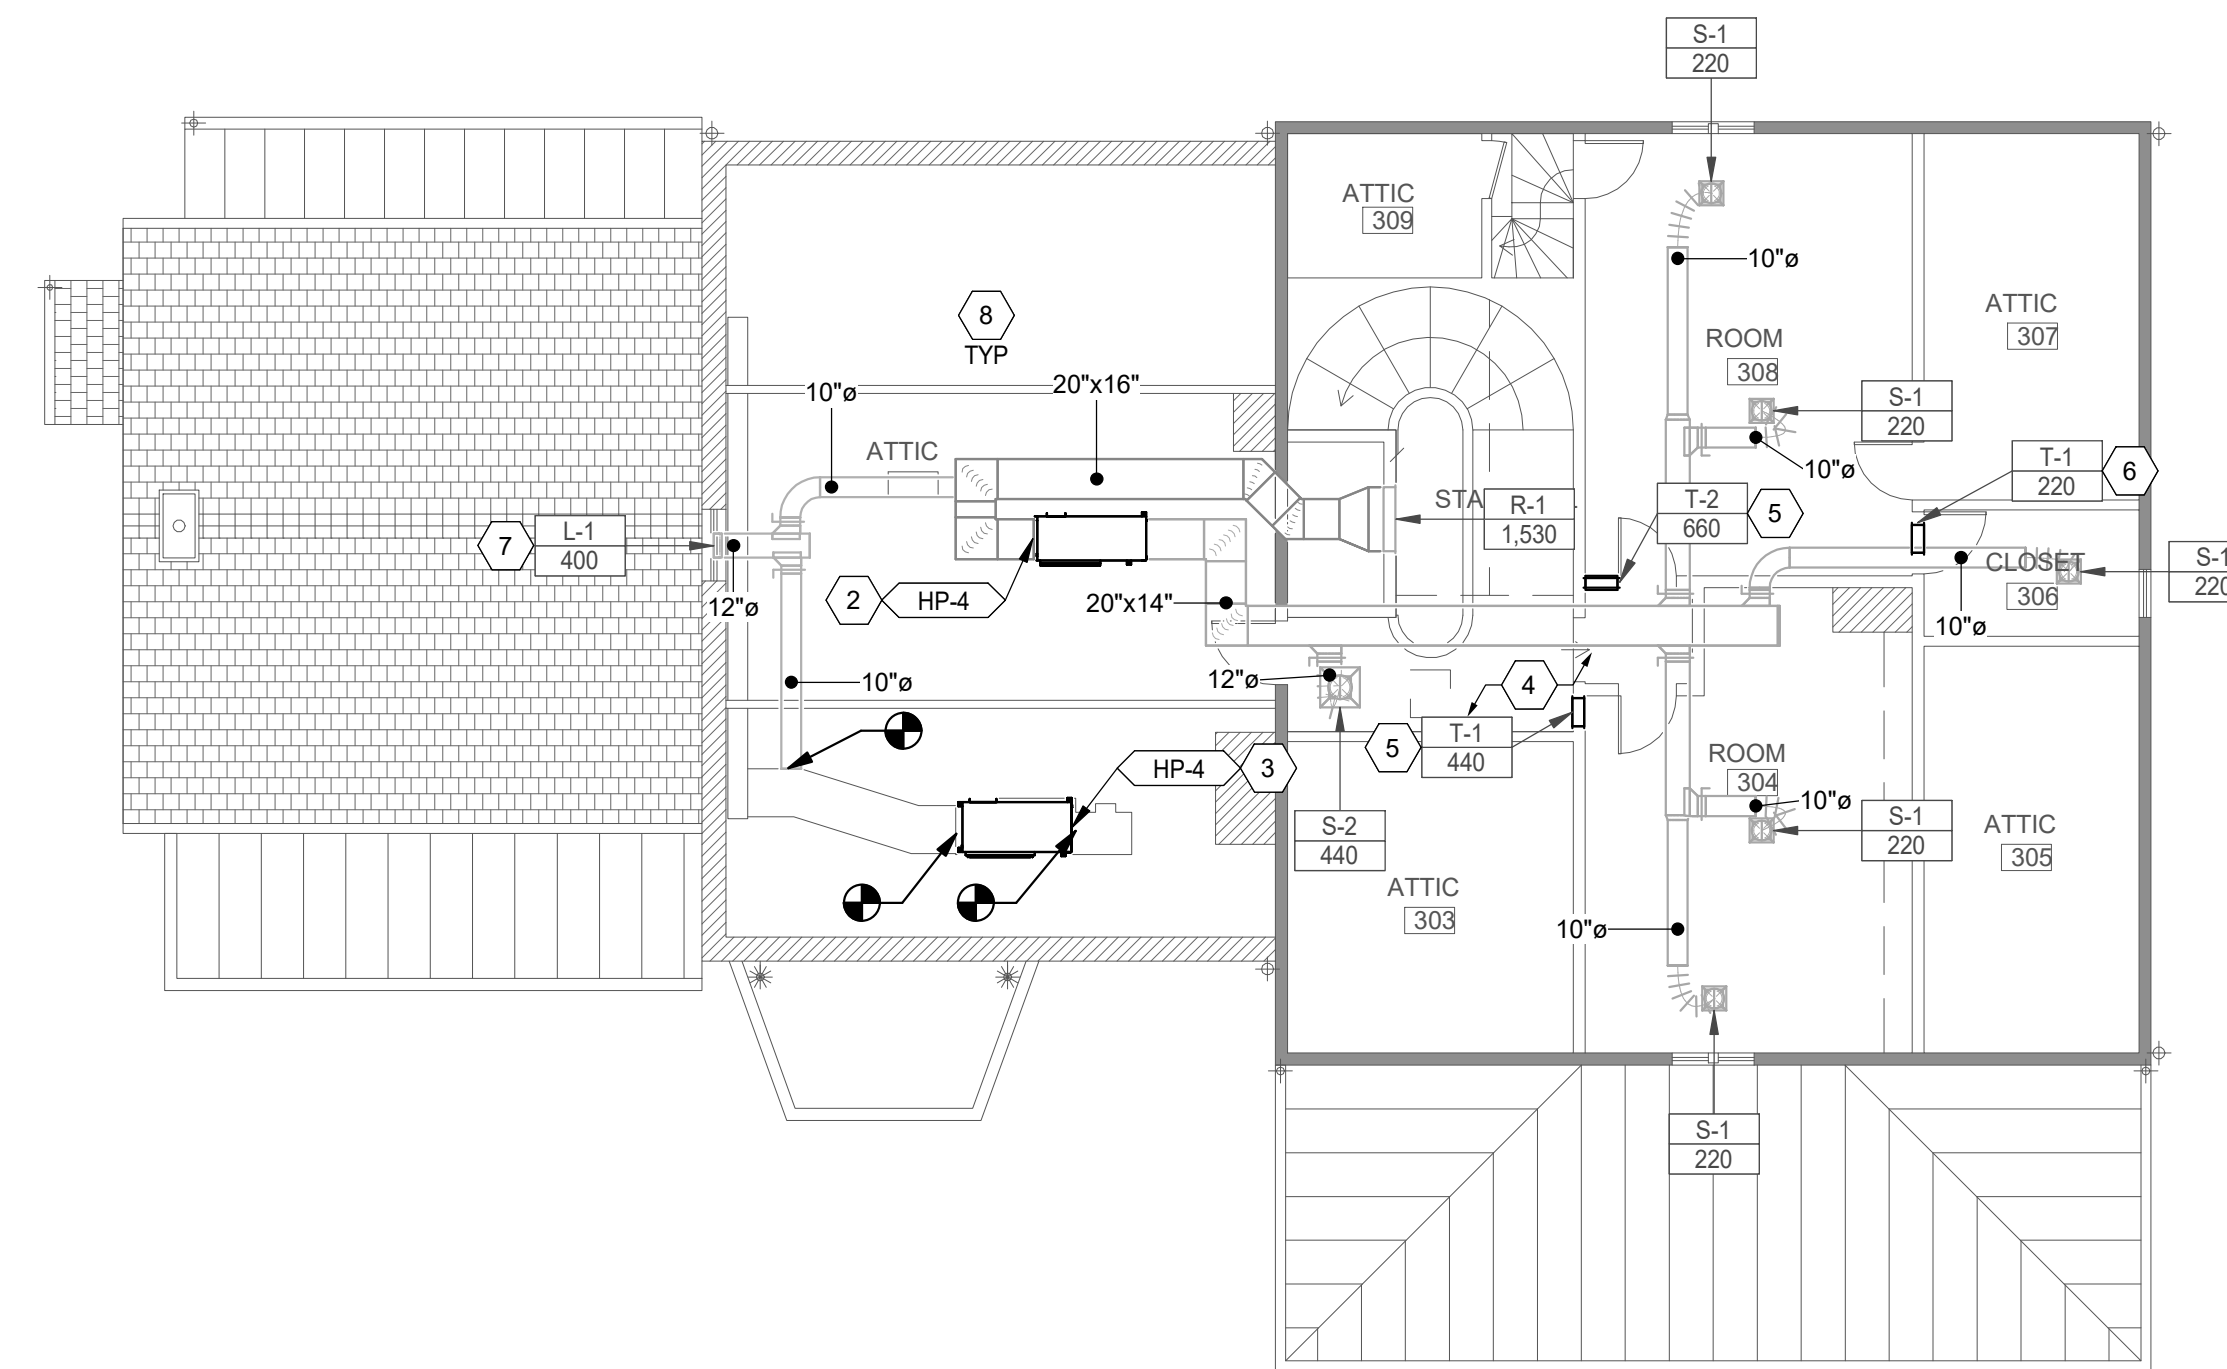 S-1
220
ATTIC
309
10"ø
8
TYP
ATTIC
307
ROOM
308
10"ø
20"x16"
S-1
220
ATTIC
10"ø
T-1
220
6
STA
R-1
1,530
T-2
660
5
7
L-1
400
CLOSET
306
S-1
220
12"ø
2
HP-4
20"x14"
10"ø
10"ø
12"ø
4
5
T-1
440
HP-4
3
ROOM
304
10"ø
S-2
440
S-1
220
ATTIC
305
ATTIC
303
10"ø
S-1
220